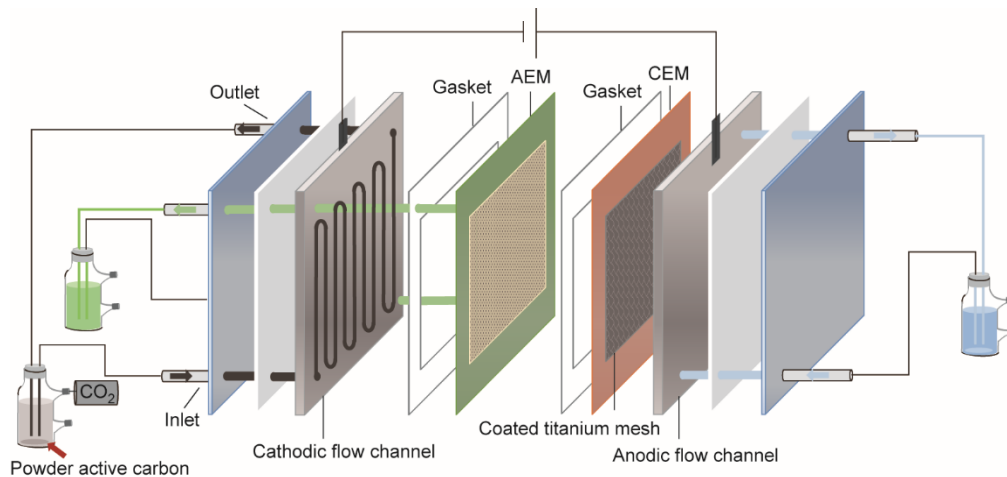 AEM
CEM
Gasket
Gasket
Outlet
CO₂
Inlet
Coated titanium mesh
Cathodic flow channel
Anodic flow channel
Powder active carbon